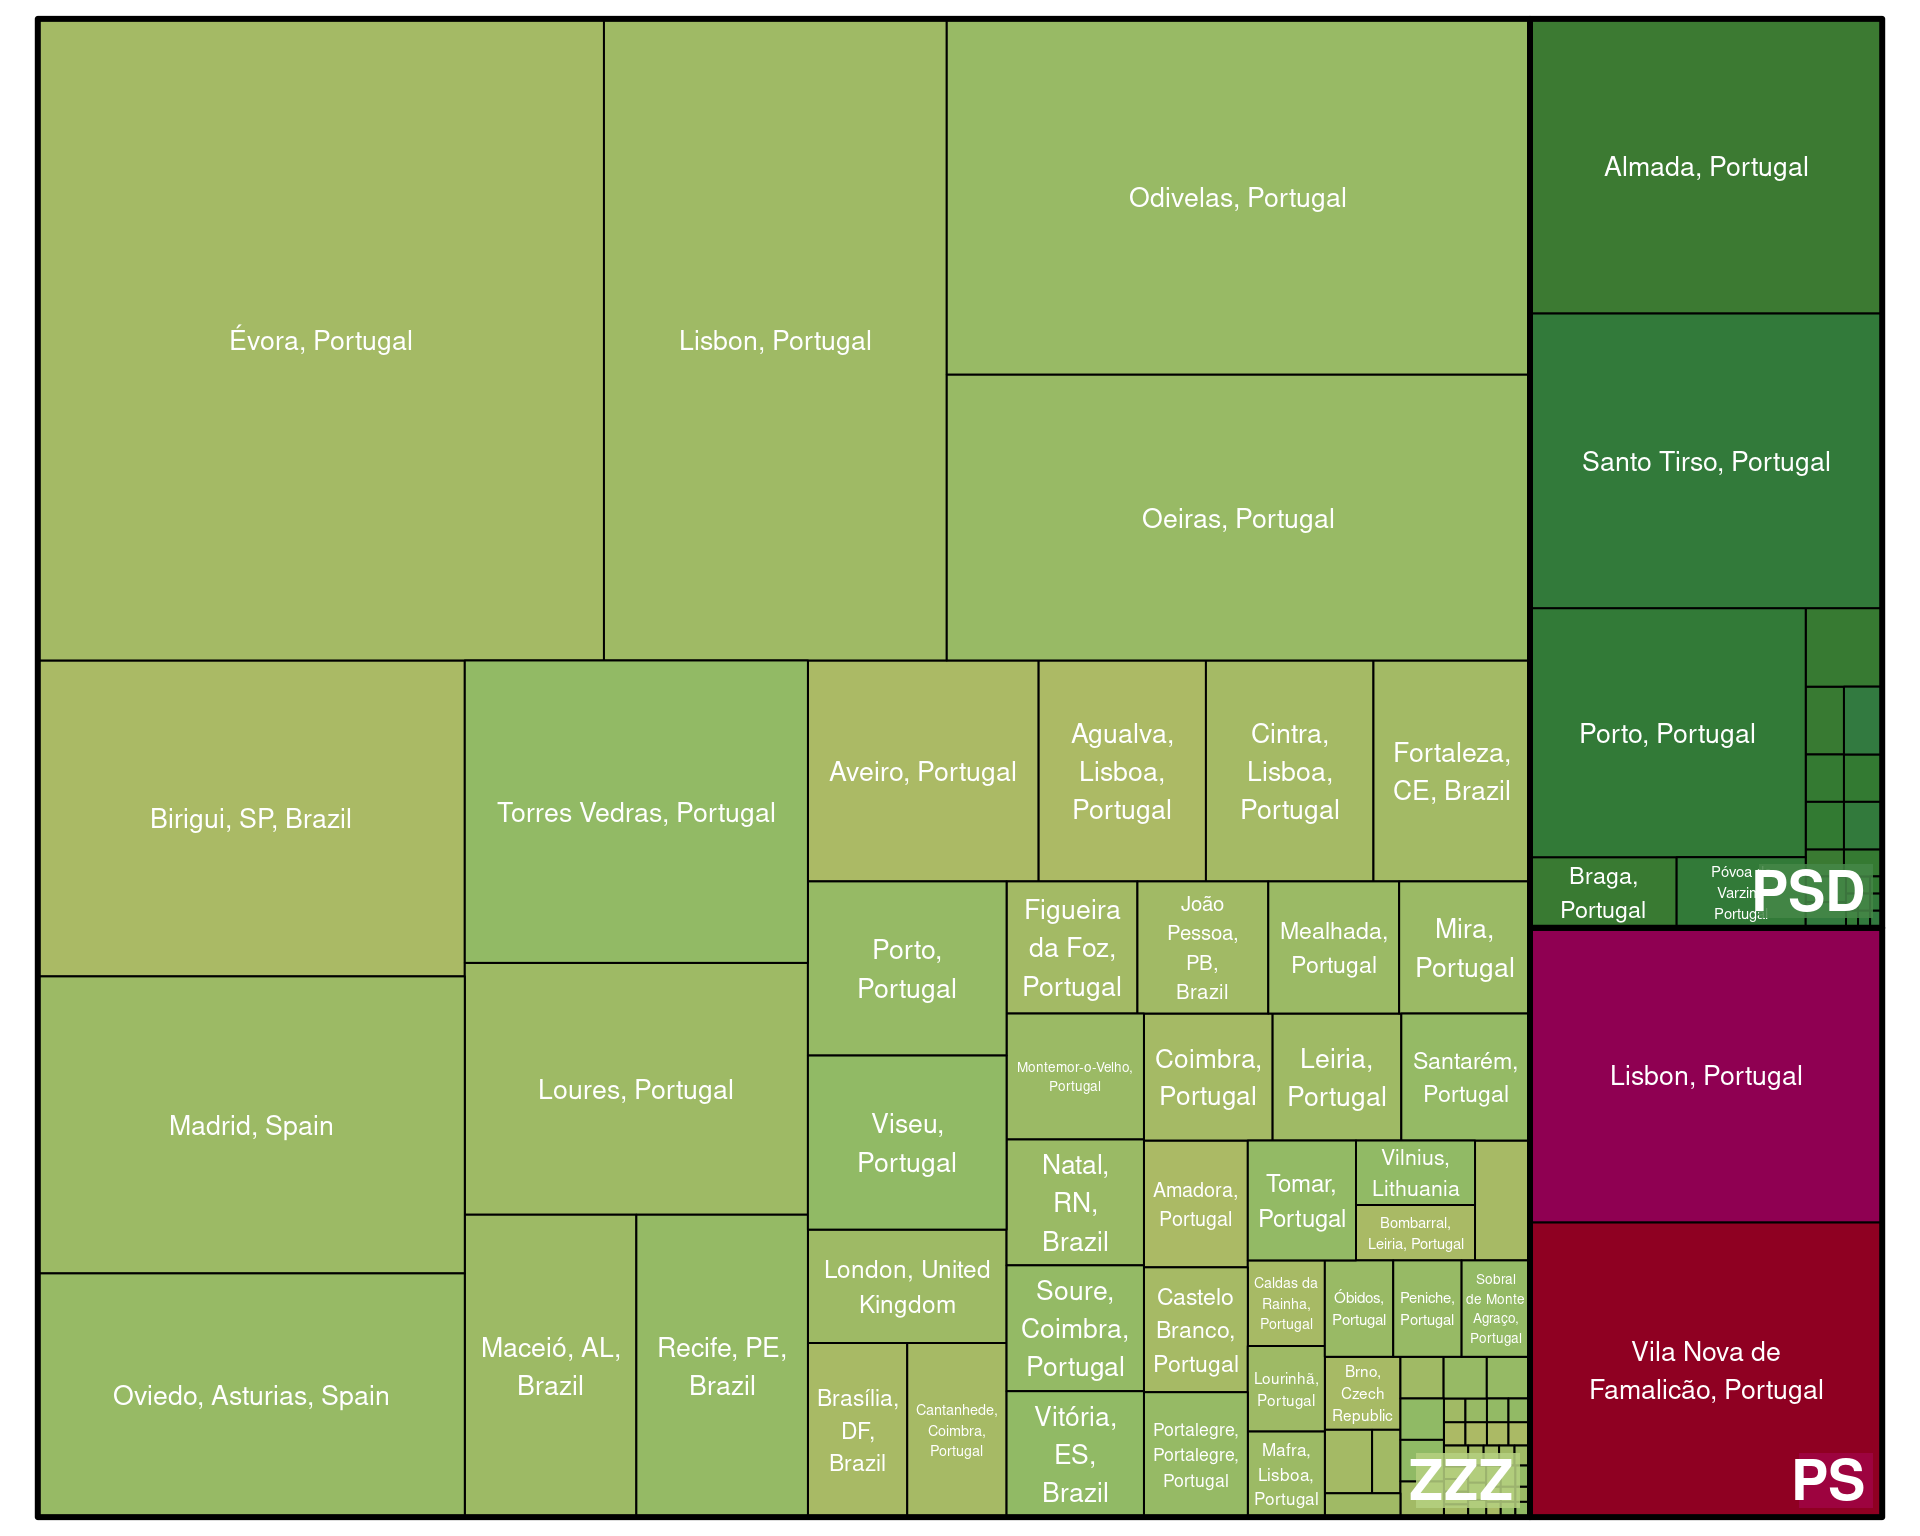 Évora, Portugal
Lisbon, Portugal
Odivelas, Portugal
Oeiras, Portugal
Birigui, SP, Brazil
Madrid, Spain
Oviedo, Asturias, Spain
Torres Vedras, Portugal
Loures, Portugal
Maceió, AL,
Brazil
Recife, PE,
Brazil
Aveiro, Portugal
Agualva,
Lisboa,
Portugal
Cintra,
Lisboa,
Portugal
Fortaleza,
CE, Brazil
Porto,
Portugal
Viseu,
Portugal
London, United
Kingdom
Brasília,
DF,
Brazil
Cantanhede,
Coimbra,
Portugal
Figueira
da Foz,
Portugal
João
Pessoa,
PB,
Brazil
Mealhada,
Portugal
Mira,
Portugal
Montemor-o-Velho,
Portugal
Coimbra,
Portugal
Leiria,
Portugal
Santarém,
Portugal
Natal,
RN,
Brazil
Soure,
Coimbra,
Portugal
Vitória,
ES,
Brazil
Amadora,
Portugal
Castelo
Branco,
Portugal
Portalegre,
Portalegre,
Portugal
Tomar,
Portugal
Vilnius,
Lithuania
Bombarral,
Leiria, Portugal
Caldas da
Rainha,
Portugal
Lourinhã,
Portugal
Mafra,
Lisboa,
Portugal
Óbidos,
Portugal
Peniche,
Portugal
Sobral
de Monte
Agraço,
Portugal
Brno,
Czech
Republic
ZZZ
Almada, Portugal
Santo Tirso, Portugal
Porto, Portugal
Braga,
Portugal
Póvoa
Varzim
Portugal
PSD
Lisbon, Portugal
Vila Nova de
Famalicão, Portugal
PS